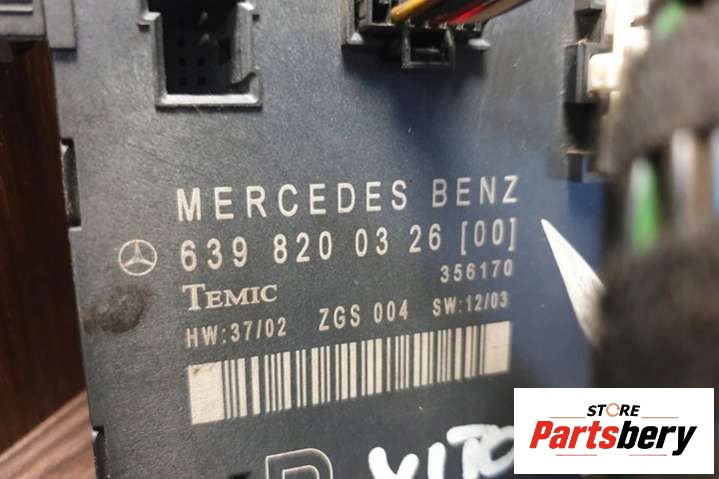 MERCEDES BENZ
639 820 03 26 [00]
356170
TEMIC
HW:37/02 ZGS 004 SW:12/03
R
VITO
STORE
Partsbery